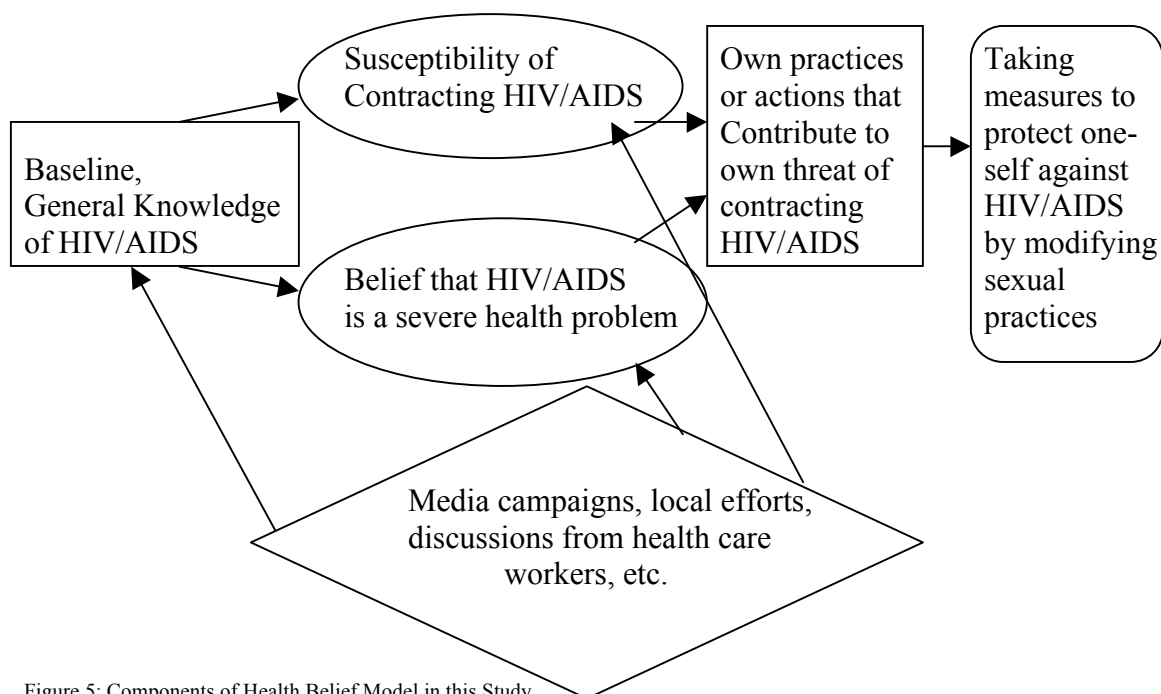 Susceptibility of
Contracting HIV/AIDS
Own practices
or actions that
Contribute to
own threat of
contracting
HIV/AIDS
Taking
measures to
protect one-
self against
HIV/AIDS
by modifying
sexual
practices
Baseline,
General Knowledge
of HIV/AIDS
Belief that HIV/AIDS
is a severe health problem
Media campaigns, local efforts,
discussions from health care
workers, etc.
Figure 5: Components of Health Belief Model in this Study